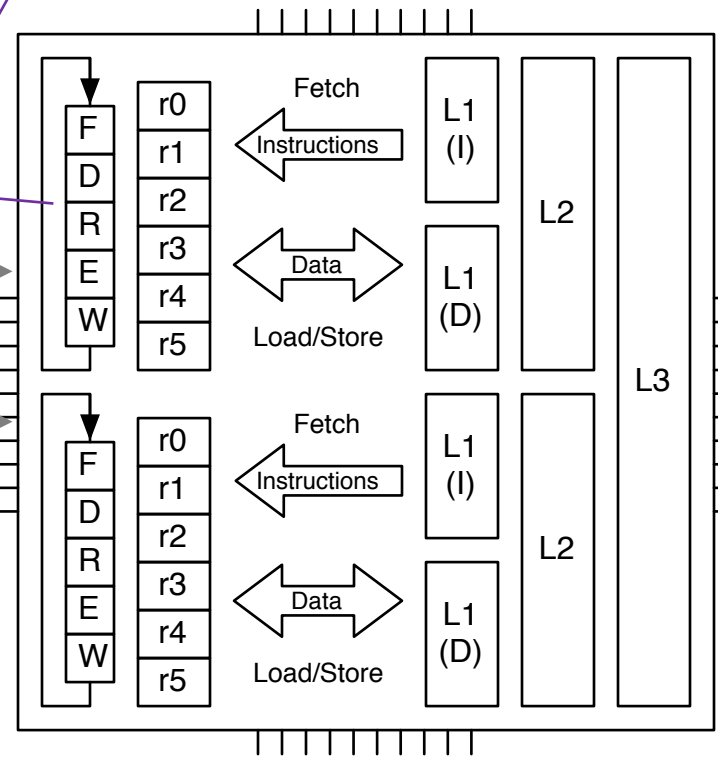 F
D
R
E
W
r0
r1
r2
r3
r4
r5
Fetch
Instructions
Data
Load/Store
L1
(I)
L1
(D)
L2
L3
F
D
R
E
W
r0
r1
r2
r3
r4
r5
Fetch
Instructions
Data
Load/Store
L1
(I)
L1
(D)
L2